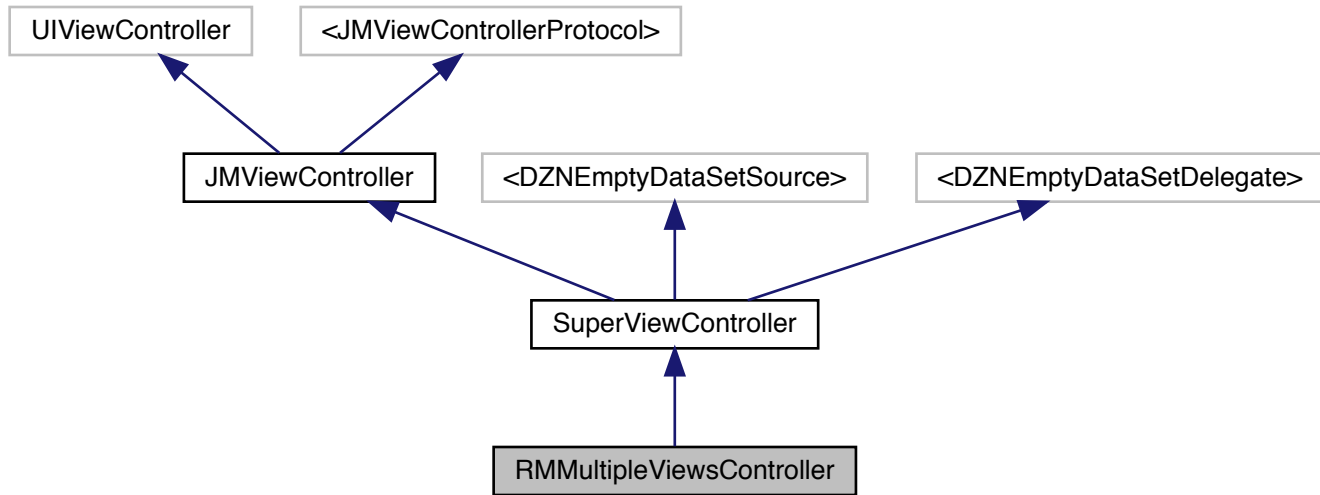 UIViewController
<JMViewControllerProtocol>
JMViewController
<DZNEmptyDataSetSource>
<DZNEmptyDataSetDelegate>
SuperViewController
RMMultipleViewsController